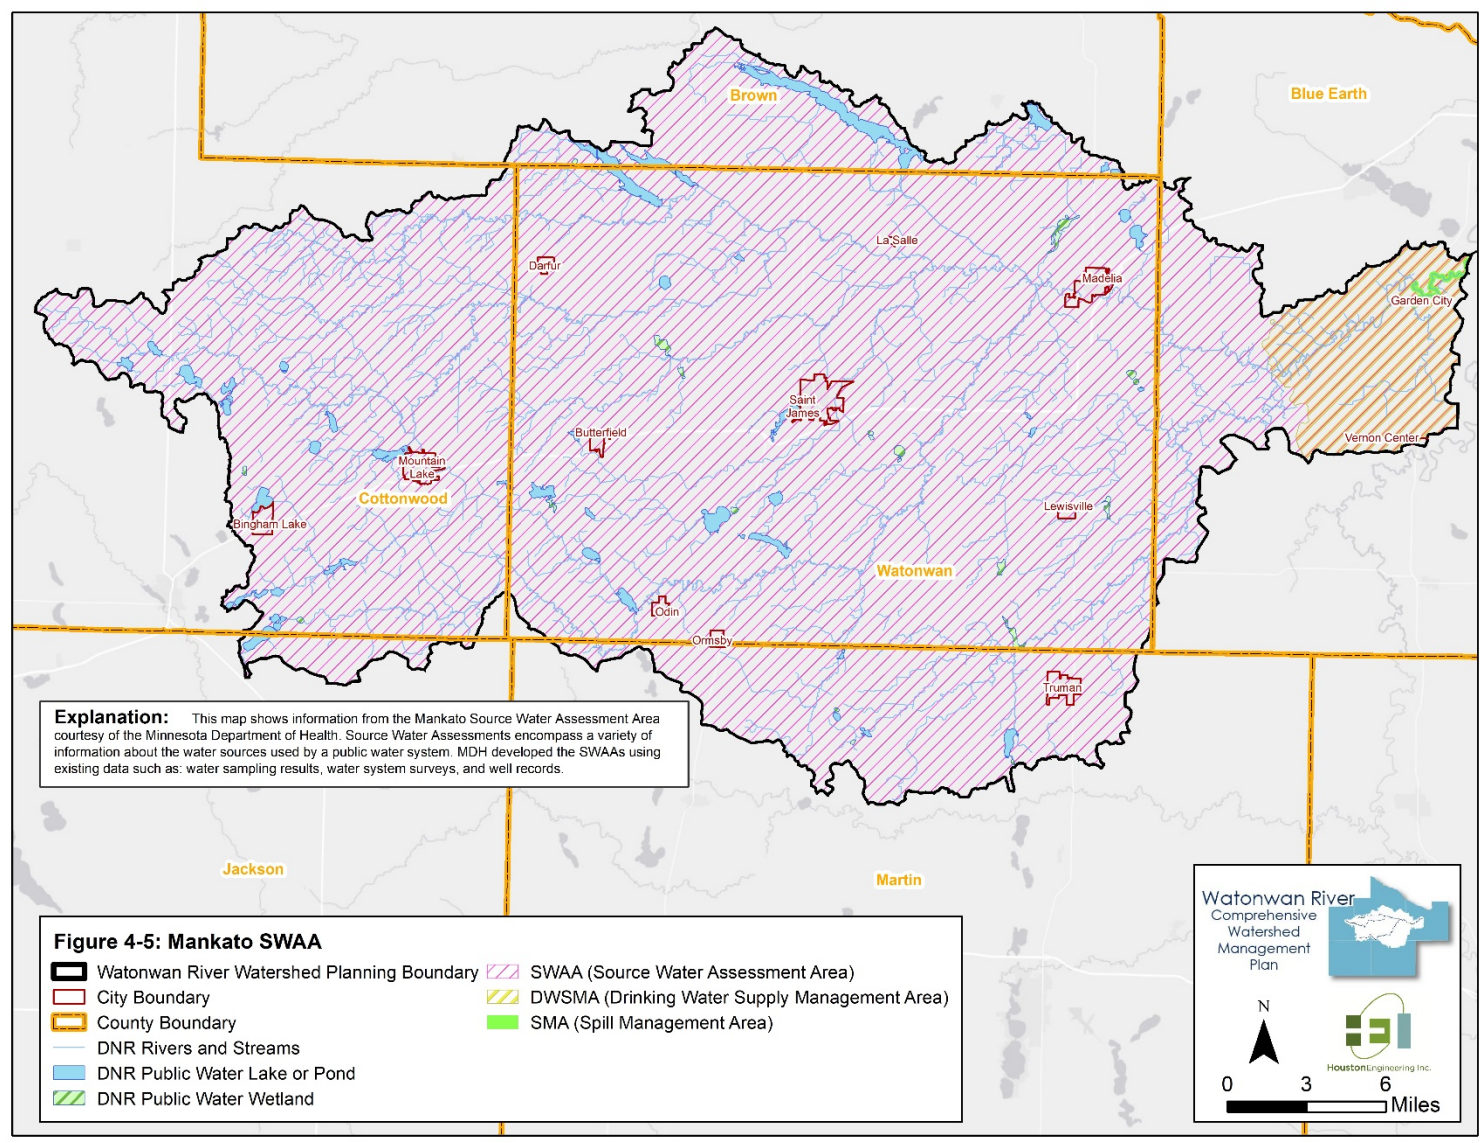 Brown
Blue Earth
La Salle
Darfur
Madelia
Garden City
Saint
James
Butterfield
Vernon Center
Mountain
Lake
Cottonwood
Bingham Lake
Lewisville
Watonwan
Odin
Ormsby
Truman
Explanation: This map shows information from the Mankato Source Water Assessment Area
courtesy of the Minnesota Department of Health. Source Water Assessments encompass a variety of
information about the water sources used by a public water system. MDH developed the SWAAs using
existing data such as: water sampling results, water system surveys, and well records.
Jackson
Martin
Figure 4-5: Mankato SWAA
Watonwan River Watershed Planning Boundary
City Boundary
County Boundary
DNR Rivers and Streams
DNR Public Water Lake or Pond
DNR Public Water Wetland
SWAA (Source Water Assessment Area)
DWSMA (Drinking Water Supply Management Area)
SMA (Spill Management Area)
Watonwan River
Comprehensive
Watershed
Management
Plan
N
HoustonEngineering Inc.
0 3 6
Miles